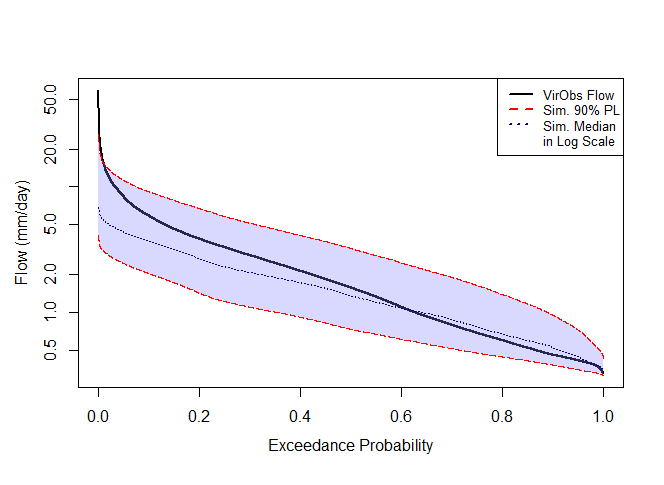 VirObs Flow
Sim. 90% PL
Sim. Median
in Log Scale
Flow (mm/day)
50.0
20.0
5.0
2.0
1.0
0.5
0.0 0.2 0.4 0.6 0.8 1.0
Exceedance Probability